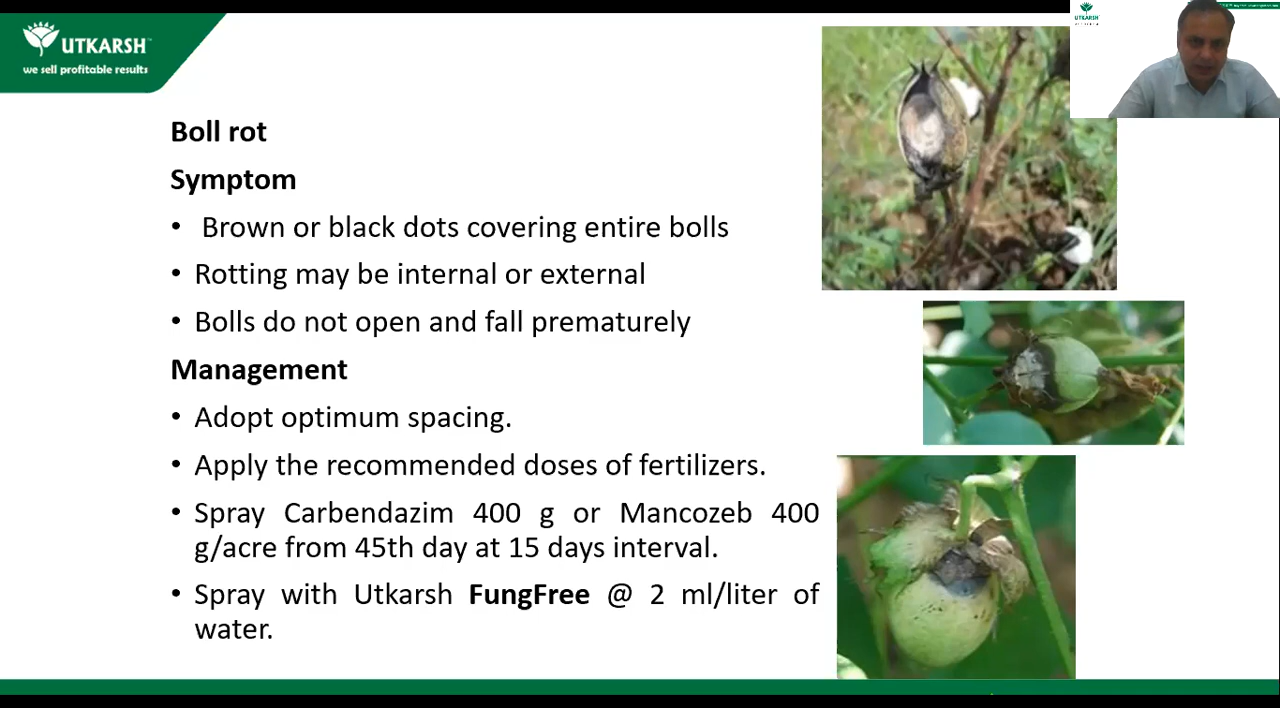 UTKARSH
we sell profitable results
UTKARSH
Boll rot
Symptom
• Brown or black dots covering entire bolls
• Rotting may be internal or external
• Bolls do not open and fall prematurely
Management
• Adopt optimum spacing.
• Apply the recommended doses of fertilizers.
• Spray Carbendazim 400 g or Mancozeb 400
g/acre from 45th day at 15 days interval.
• Spray with Utkarsh FungFree @ 2 ml/liter of
water.